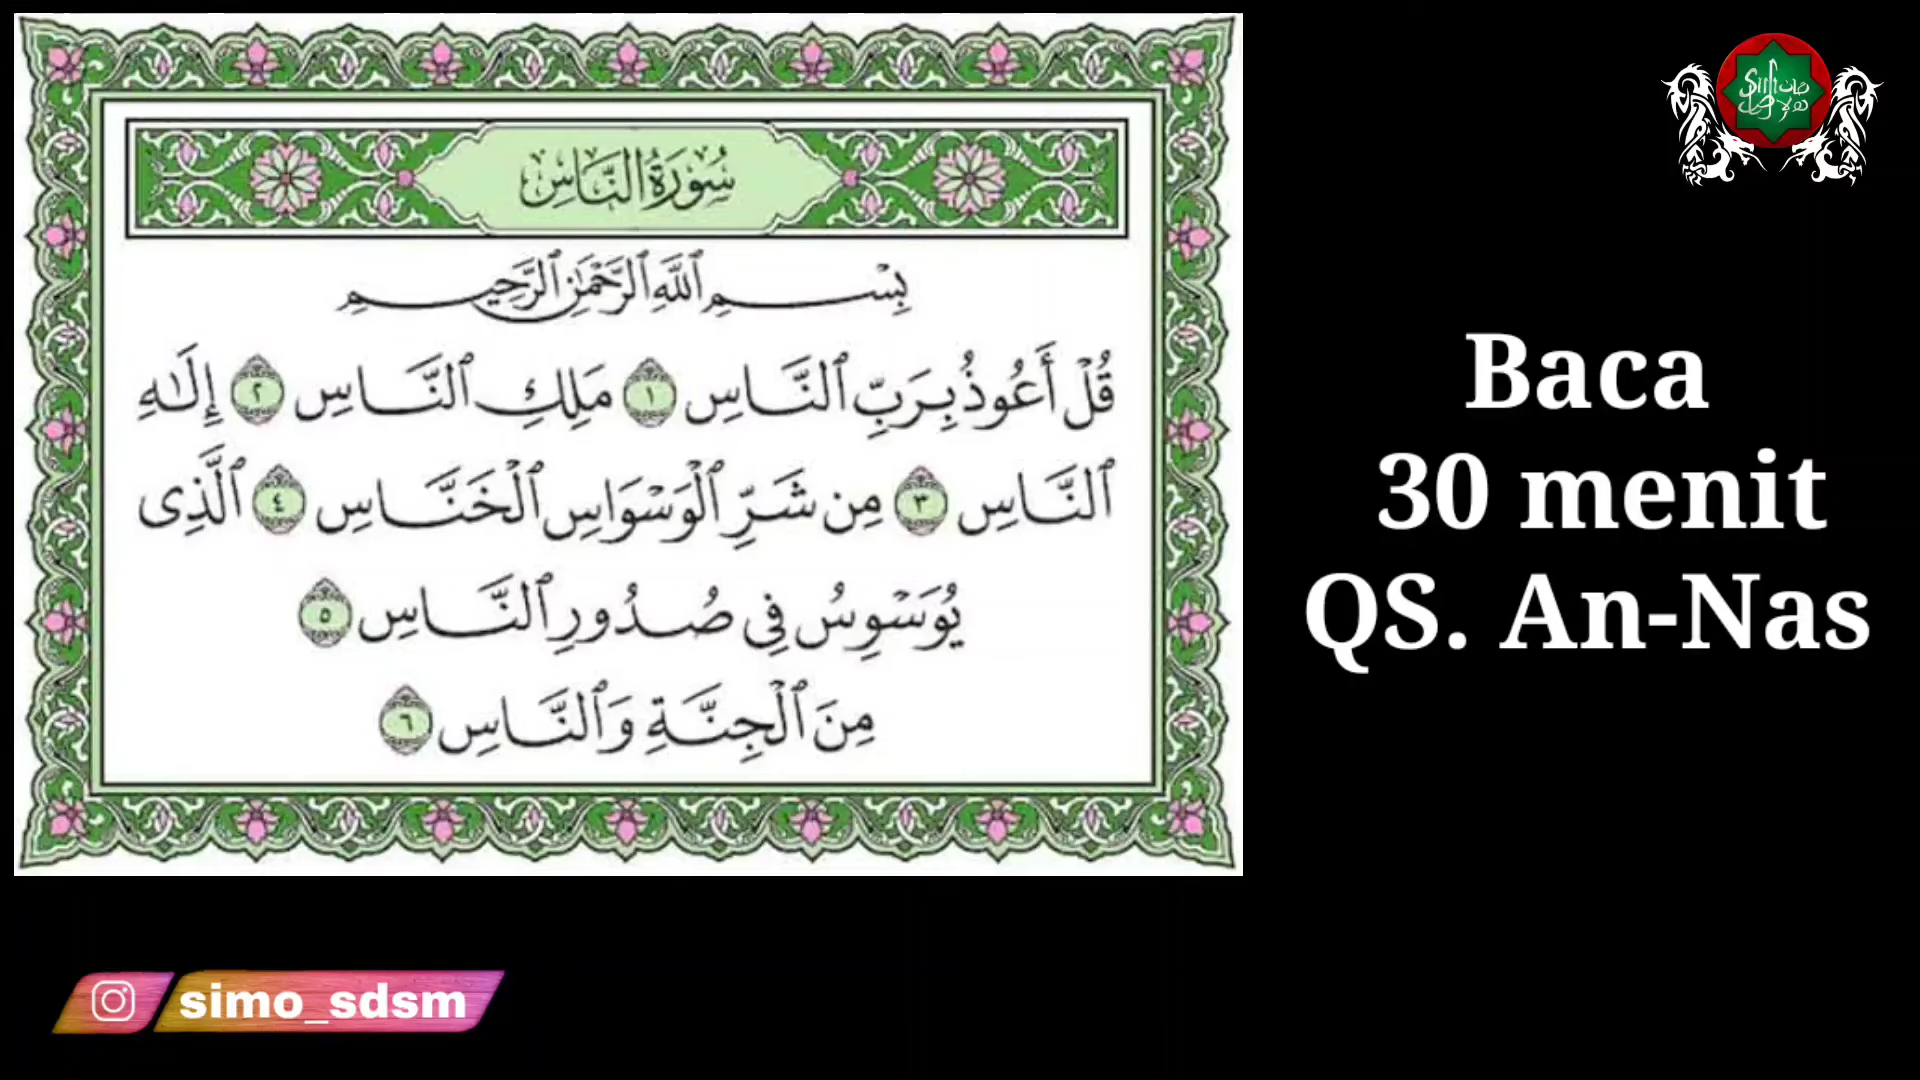 سُورَةُ النَّاسِ
بِسْمِ ٱللَّهِ ٱلرَّحْمَٰنِ ٱلرَّحِيمِ
قُلْ أَعُوذُ بِرَبِّ ٱلنَّاسِ ١ مَلِكِ ٱلنَّاسِ ٢ إِلَٰهِ
ٱلنَّاسِ ٣ مِن شَرِّ ٱلْوَسْوَاسِ ٱلْخَنَّاسِ ٤ ٱلَّذِى
يُوَسْوِسُ فِى صُدُورِ ٱلنَّاسِ ٥
مِنَ ٱلْجِنَّةِ وَٱلنَّاسِ ٦
Baca
30 menit
QS. An-Nas
simo_sdsm